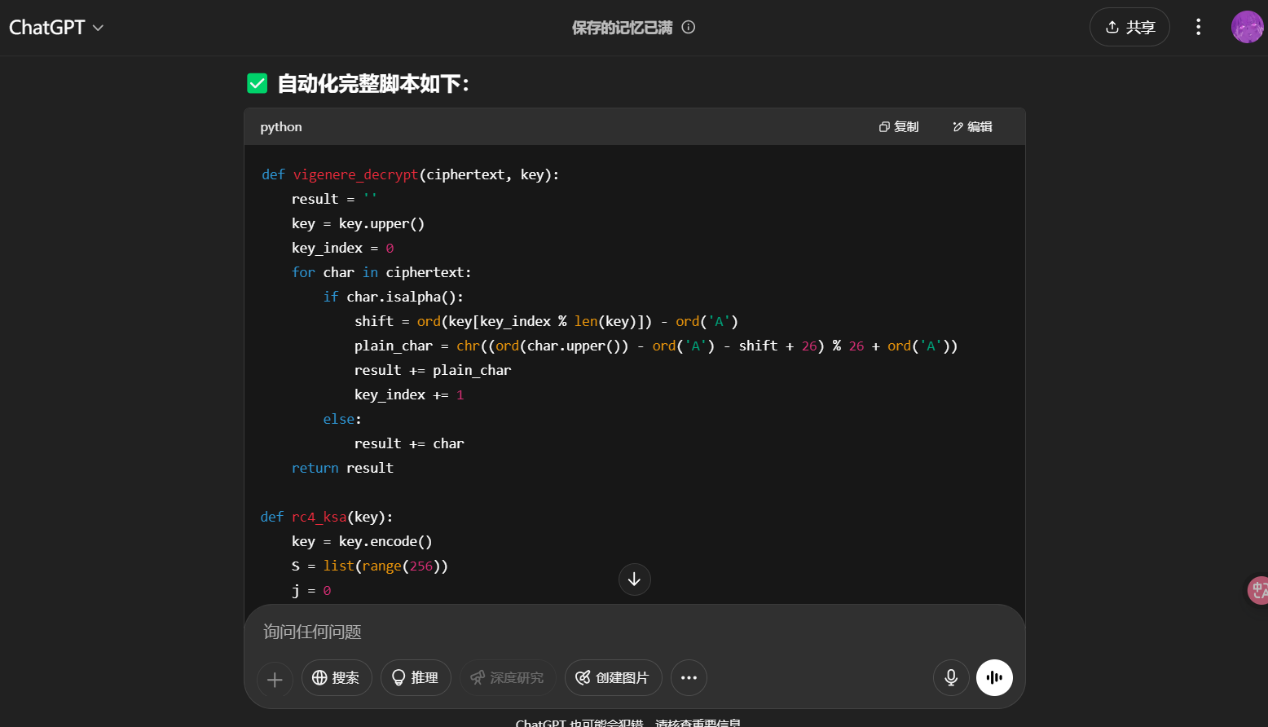 ChatGPT
保存的记忆已满
共享
自动化完整脚本如下：
python
复制
编辑
def vigenere_decrypt(ciphertext, key):
    result = ''
    key = key.upper()
    key_index = 0
    for char in ciphertext:
        if char.isalpha():
            shift = ord(key[key_index % len(key)]) - ord('A')
            plain_char = chr((ord(char.upper()) - ord('A') - shift + 26) % 26 + ord('A'))
            result += plain_char
            key_index += 1
        else:
            result += char
    return result
def rc4_ksa(key):
    key = key.encode()
    S = list(range(256))
    j = 0
询问任何问题
搜索
推理
深度研究
创建图片
ChatGPT 也可能会犯错。请核查重要信息